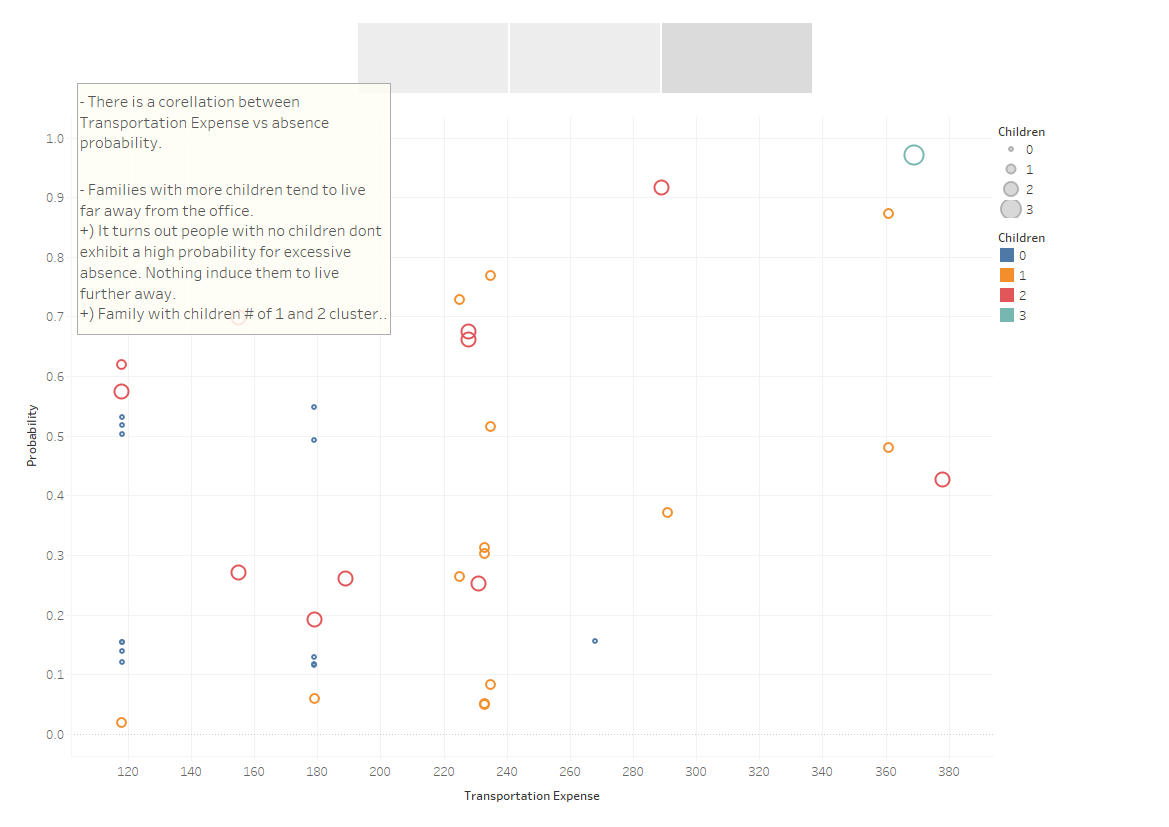 - There is a corellation between
Transportation Expense vs absence
probability.
- Families with more children tend to live
far away from the office.
+) It turns out people with no children dont
exhibit a high probability for excessive
absence. Nothing induce them to live
further away.
+) Family with children # of 1 and 2 cluster..
Children
0
1
2
3
Children
0
1
2
3
Probability
1.0
0.9
0.8
0.7
0.6
0.5
0.4
0.3
0.2
0.1
0.0
120 140 160 180 200 220 240 260 280 300 320 340 360 380
Transportation Expense